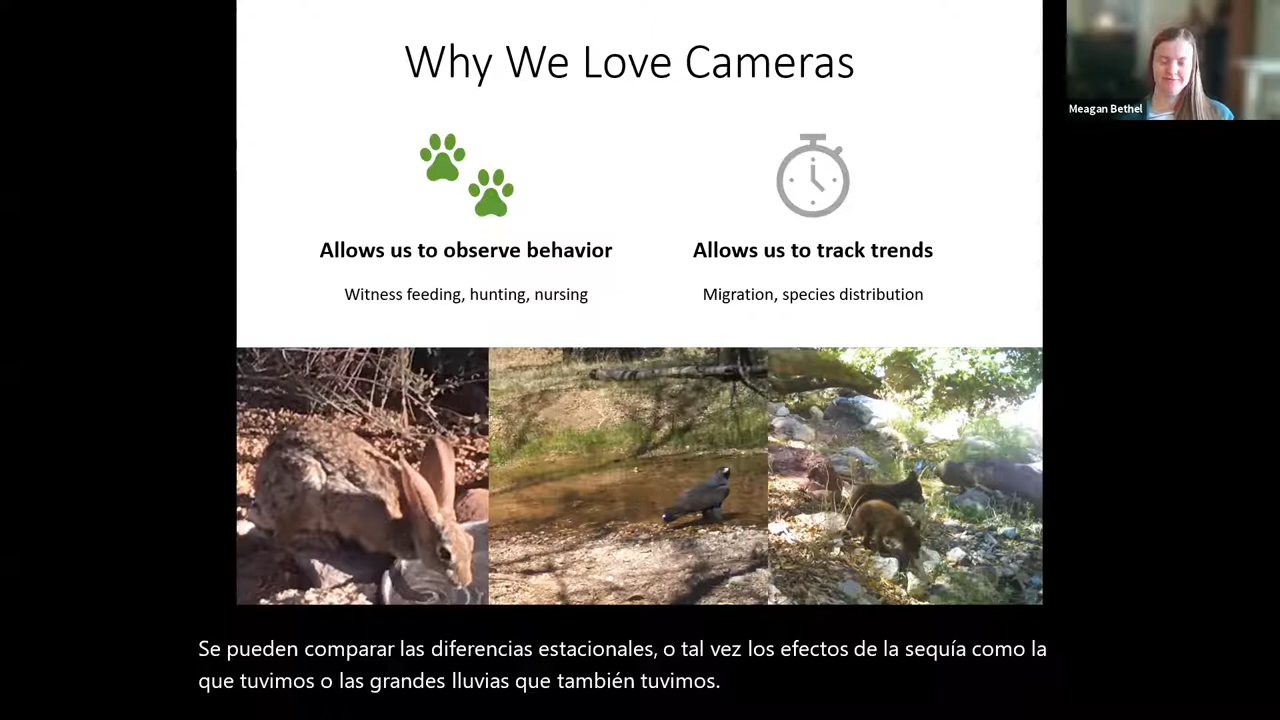 Why We Love Cameras
Meagan Bethel
Allows us to observe behavior
Witness feeding, hunting, nursing
Allows us to track trends
Migration, species distribution
Se pueden comparar las diferencias estacionales, o tal vez los efectos de la sequía como la
que tuvimos o las grandes lluvias que también tuvimos.